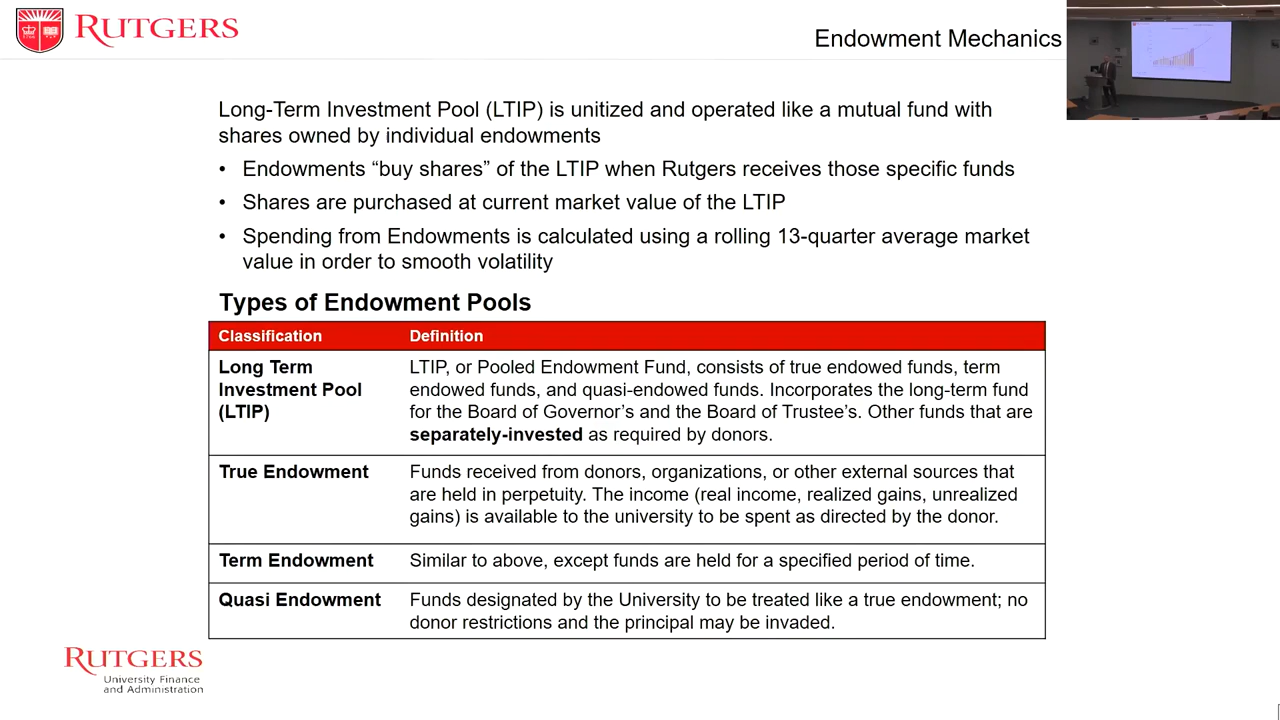 RUTGERS
Endowment Mechanics
Long-Term Investment Pool (LTIP) is unitized and operated like a mutual fund with
shares owned by individual endowments
• Endowments “buy shares” of the LTIP when Rutgers receives those specific funds
• Shares are purchased at current market value of the LTIP
• Spending from Endowments is calculated using a rolling 13-quarter average market
value in order to smooth volatility
Types of Endowment Pools
Classification Definition
Long Term
Investment Pool
(LTIP)
LTIP, or Pooled Endowment Fund, consists of true endowed funds, term
endowed funds, and quasi-endowed funds. Incorporates the long-term fund
for the Board of Governor’s and the Board of Trustee’s. Other funds that are
separately-invested as required by donors.
True Endowment
Funds received from donors, organizations, or other external sources that
are held in perpetuity. The income (real income, realized gains, unrealized
gains) is available to the university to be spent as directed by the donor.
Term Endowment
Similar to above, except funds are held for a specified period of time.
Quasi Endowment
Funds designated by the University to be treated like a true endowment; no
donor restrictions and the principal may be invaded.
RUTGERS
University Finance
and Administration